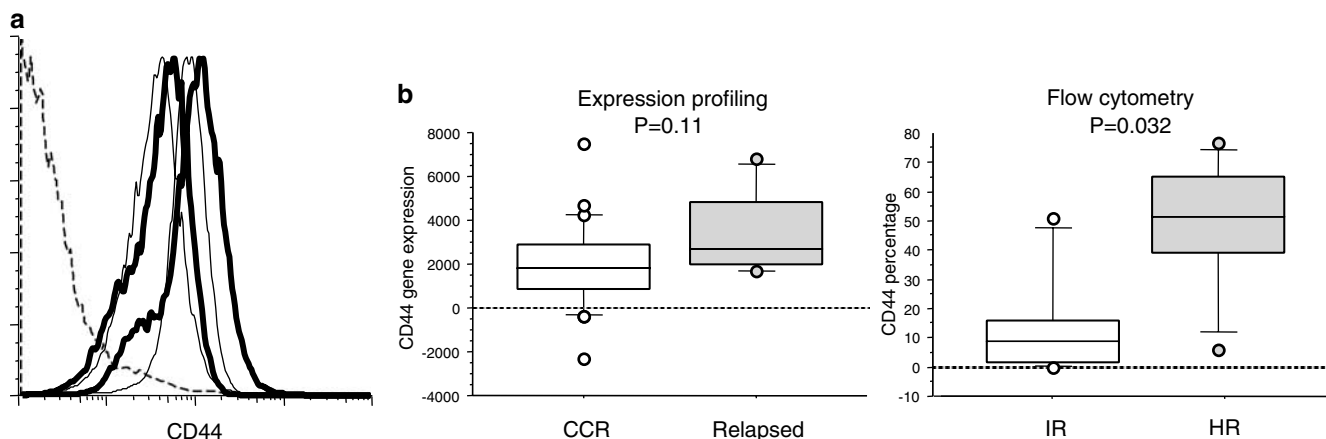 a
CD44
b
Expression profiling
P=0.11
CD44 gene expression
8000
6000
4000
2000
0
-2000
-4000
CCR
Relapsed
Flow cytometry
P=0.032
CD44 percentage
80
70
60
50
40
30
20
10
0
-10
IR
HR